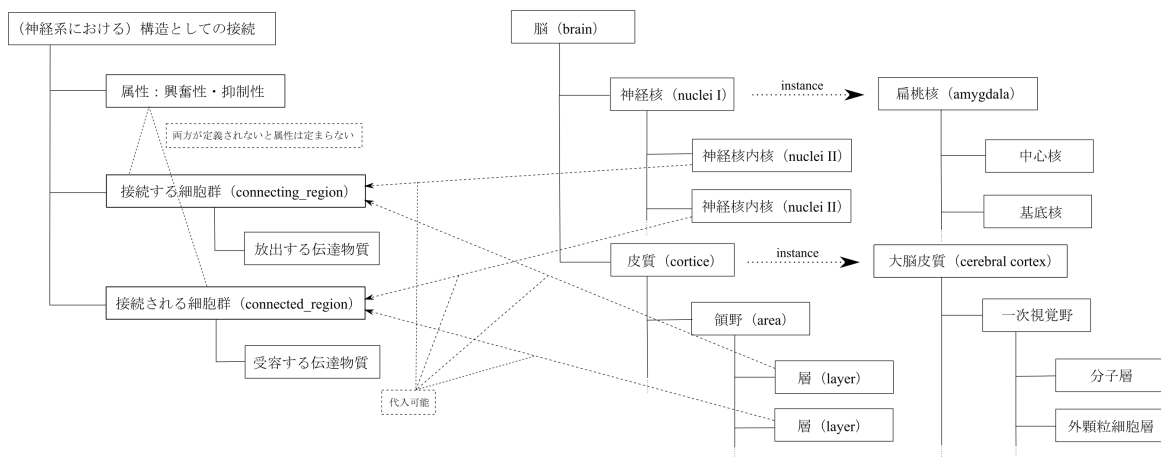 （神経系における）構造としての接続
属性：興奮性・抑制性
両方が定義されないと属性は定まらない
接続する細胞群（connecting_region）
放出する伝達物質
接続される細胞群（connected_region）
受容する伝達物質
代入可能
脳（brain）
神経核（nuclei I）
神経核内核（nuclei II）
神経核内核（nuclei II）
皮質（cortice）
領野（area）
層（layer）
層（layer）
instance
instance
扁桃核（amygdala）
中心核
基底核
大脳皮質（cerebral cortex）
一次視覚野
分子層
外顆粒細胞層